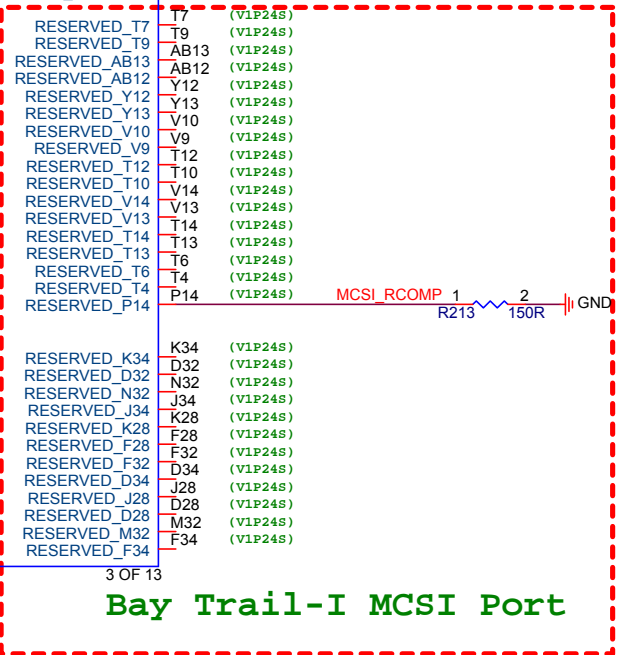 RESERVED_T7 T7 (V1P24S)
RESERVED_T9 T9 (V1P24S)
RESERVED_AB13 AB13 (V1P24S)
RESERVED_AB12 AB12 (V1P24S)
RESERVED_Y12 Y12 (V1P24S)
RESERVED_Y13 Y13 (V1P24S)
RESERVED_V10 V10 (V1P24S)
RESERVED_V9 V9 (V1P24S)
RESERVED_T12 T12 (V1P24S)
RESERVED_T10 T10 (V1P24S)
RESERVED_V14 V14 (V1P24S)
RESERVED_V13 V13 (V1P24S)
RESERVED_T14 T14 (V1P24S)
RESERVED_T13 T13 (V1P24S)
RESERVED_T6 T6 (V1P24S)
RESERVED_T4 T4 (V1P24S)
RESERVED_P14 P14 (V1P24S) MCSI_RCOMP 1 2 GND
R213 150R
RESERVED_K34 K34 (V1P24S)
RESERVED_D32 D32 (V1P24S)
RESERVED_N32 N32 (V1P24S)
RESERVED_J34 J34 (V1P24S)
RESERVED_K28 K28 (V1P24S)
RESERVED_F28 F28 (V1P24S)
RESERVED_F32 F32 (V1P24S)
RESERVED_D34 D34 (V1P24S)
RESERVED_J28 J28 (V1P24S)
RESERVED_D28 D28 (V1P24S)
RESERVED_M32 M32 (V1P24S)
RESERVED_F34 F34 (V1P24S)
3 OF 13
Bay Trail-I MCSI Port